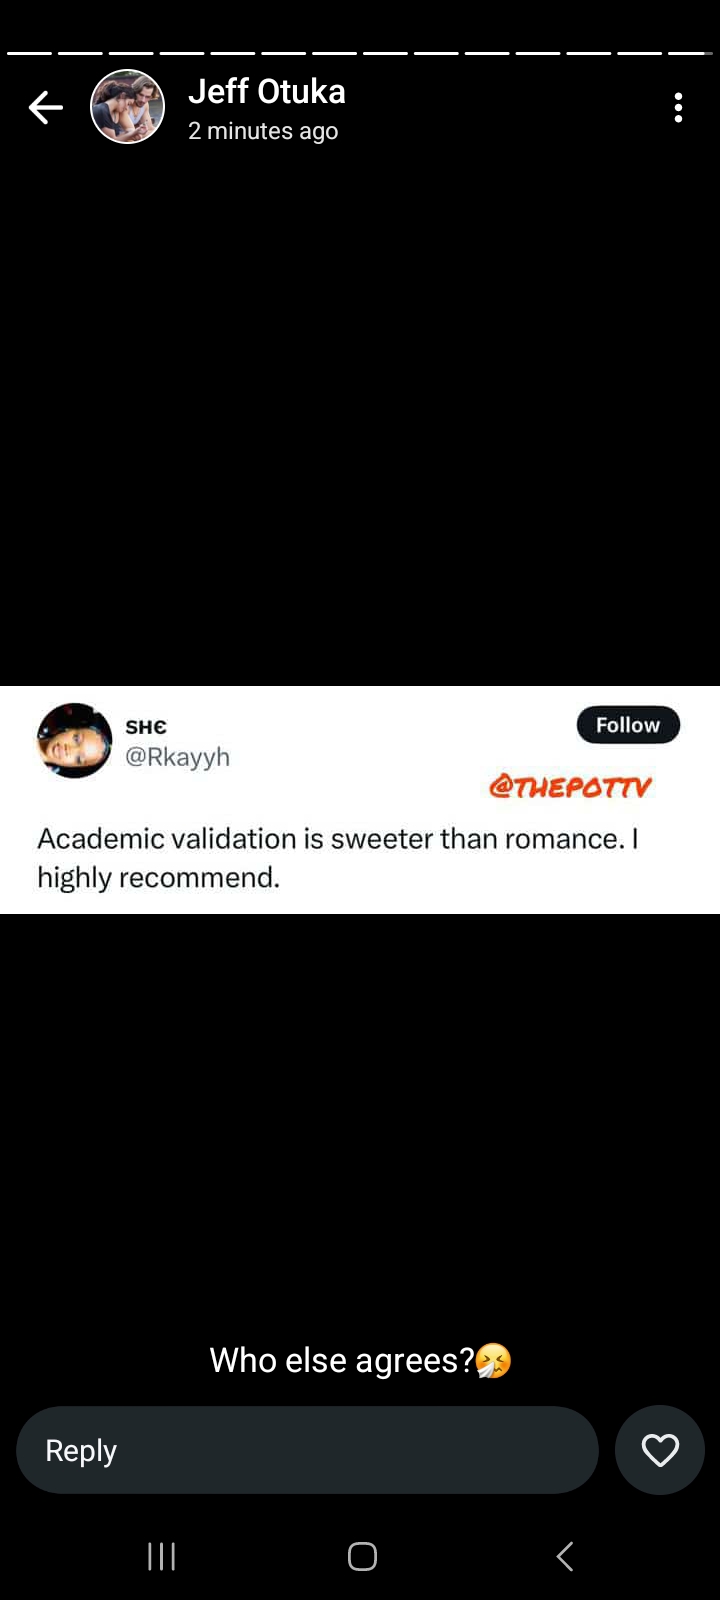 Jeff Otuka
2 minutes ago
SHЄ
@Rkayyh
Follow
@THEPOTTV
Academic validation is sweeter than romance. I
highly recommend.
Who else agrees?🤧
Reply